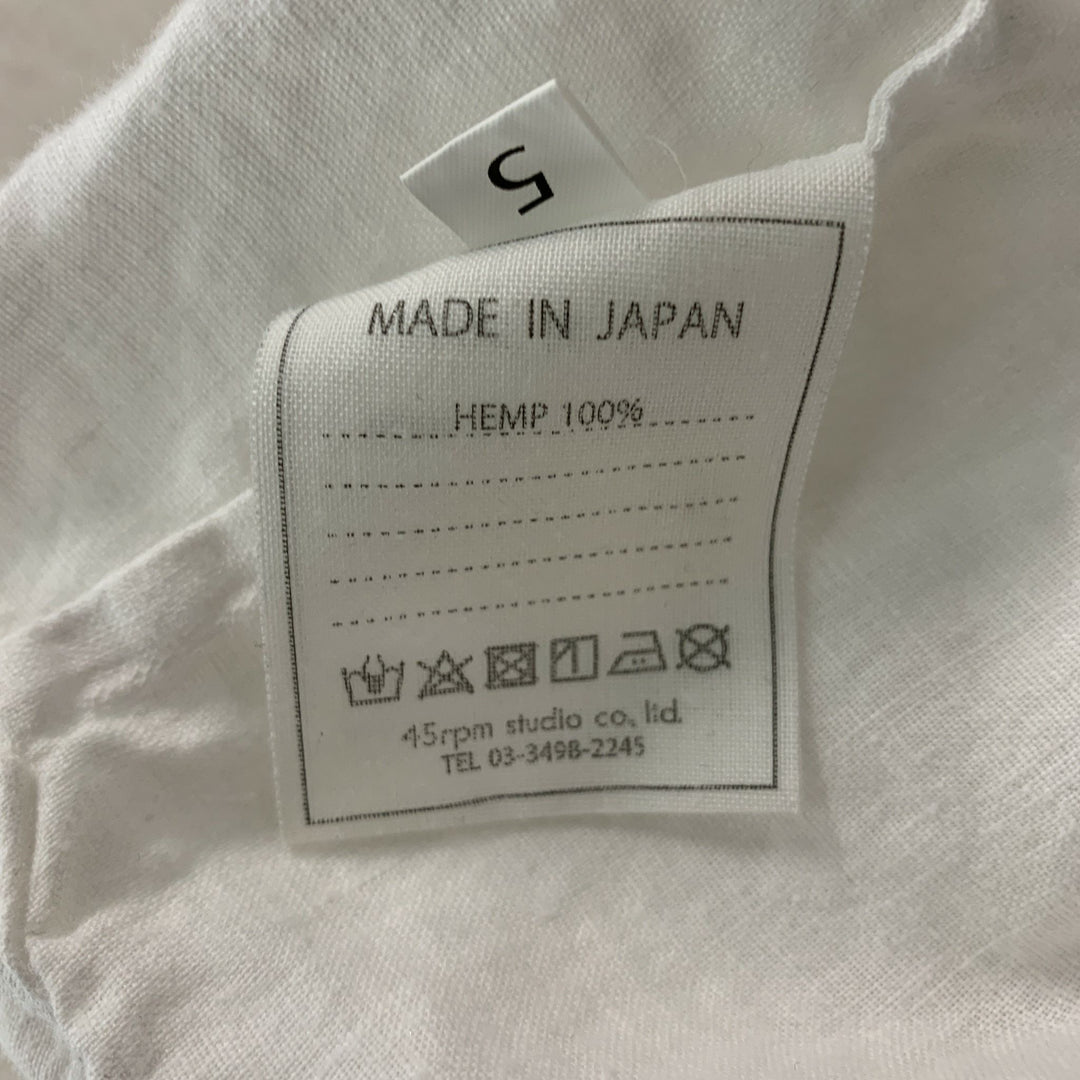 5
MADE IN JAPAN
HEMP 100%
45rpm studio co., ltd.
TEL 03-3498-2245